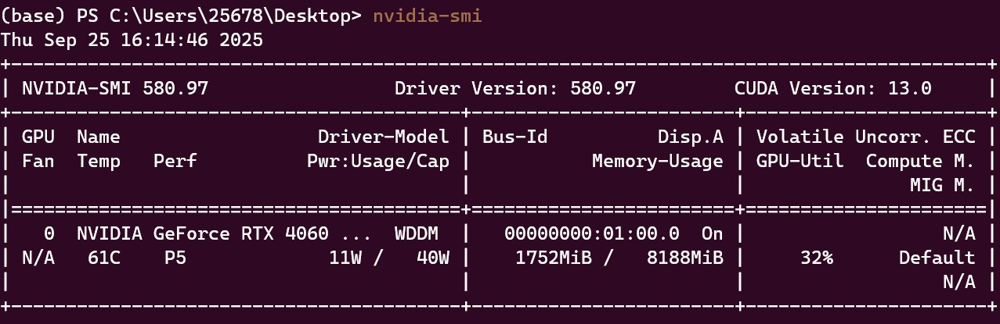 (base) PS C:\Users\25678\Desktop> nvidia-smi
Thu Sep 25 16:14:46 2025
+-----------------------------------------------------------------------------------------+
| NVIDIA-SMI 580.97                 Driver Version: 580.97         CUDA Version: 13.0     |
+-----------------------------------------+------------------------+----------------------+
| GPU  Name                  Driver-Model | Bus-Id          Disp.A | Volatile Uncorr. ECC |
| Fan  Temp   Perf          Pwr:Usage/Cap |           Memory-Usage | GPU-Util  Compute M. |
|                                         |                        |               MIG M. |
|=========================================+========================+======================|
|   0  NVIDIA GeForce RTX 4060 ...  WDDM  |   00000000:01:00.0  On |                  N/A |
| N/A   61C    P5             11W /   40W |    1752MiB /   8188MiB |     32%      Default |
|                                         |                        |                  N/A |
+-----------------------------------------+------------------------+----------------------+